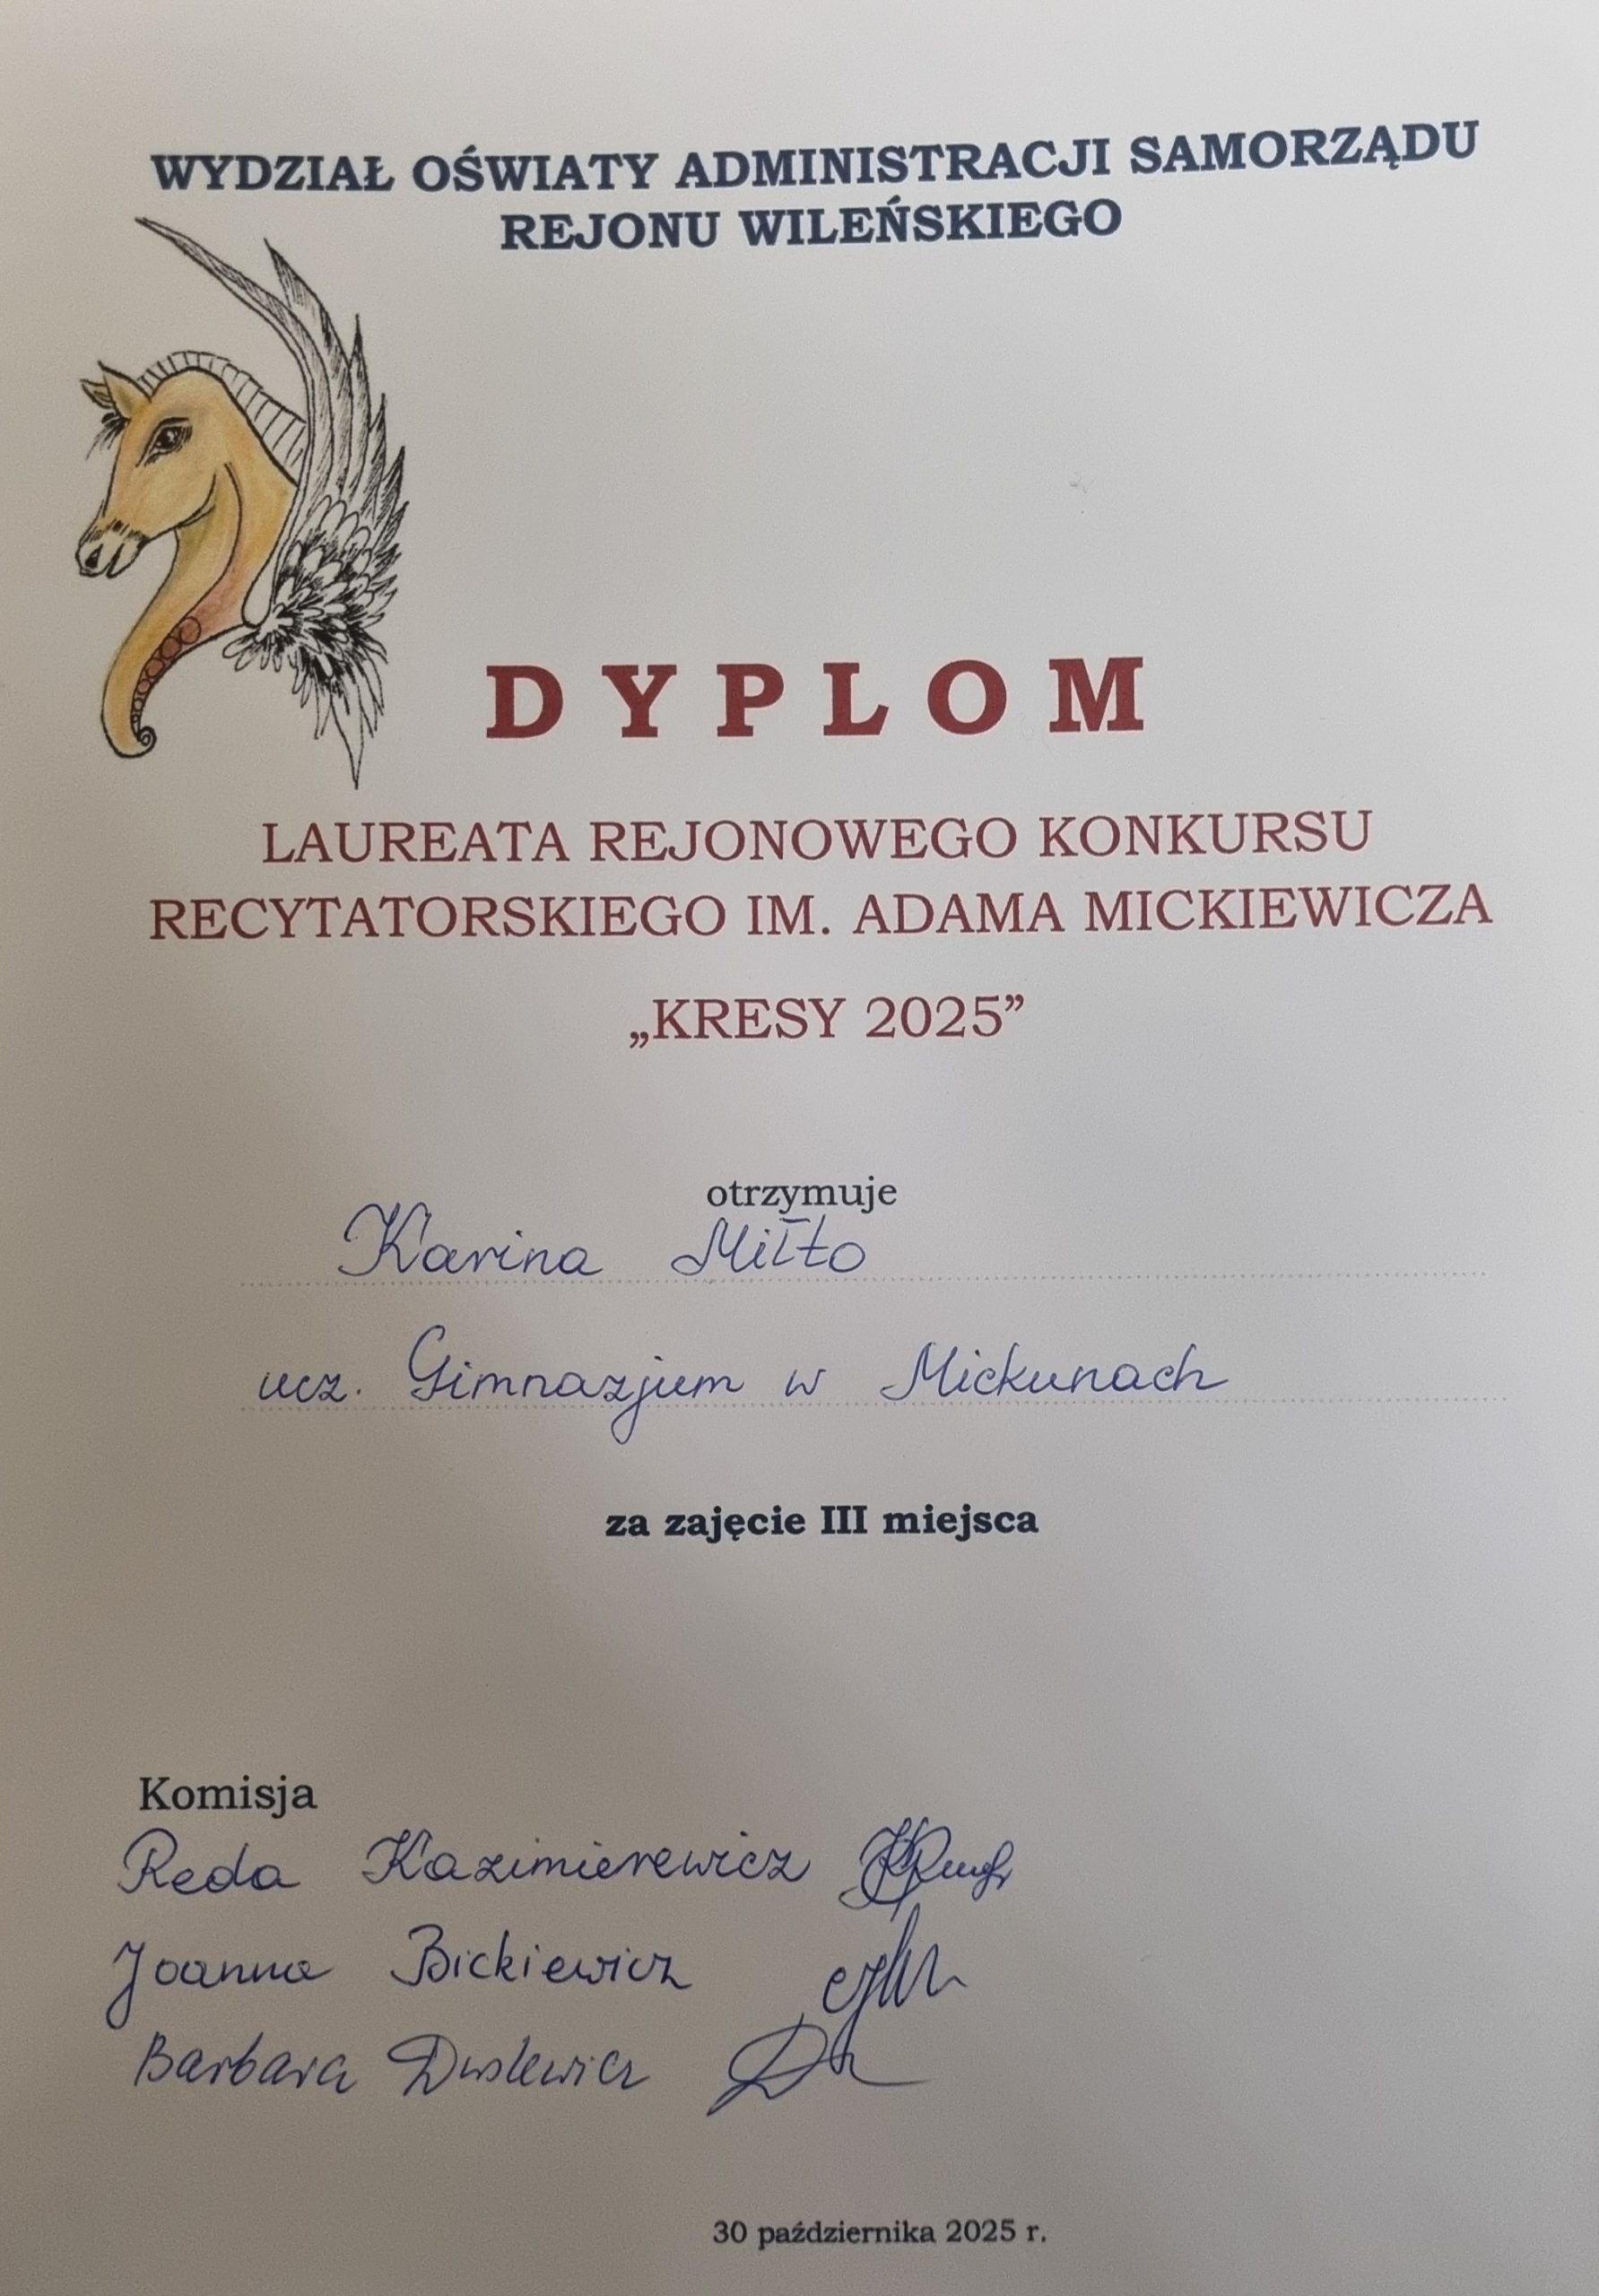 WYDZIAŁ OŚWIATY ADMINISTRACJI SAMORZĄDU
REJONU WILEŃSKIEGO
DYPLOM
LAUREATA REJONOWEGO KONKURSU
RECYTATORSKIEGO IM. ADAMA MICKIEWICZA
„KRESY 2025”
otrzymuje
Karina Miłto
ucz. Gimnazjum w Mickunach
za zajęcie III miejsca
Komisja
Reda Kazimierewicz
Joanna Bickiewicz
Barbara
30 października 2025 r.